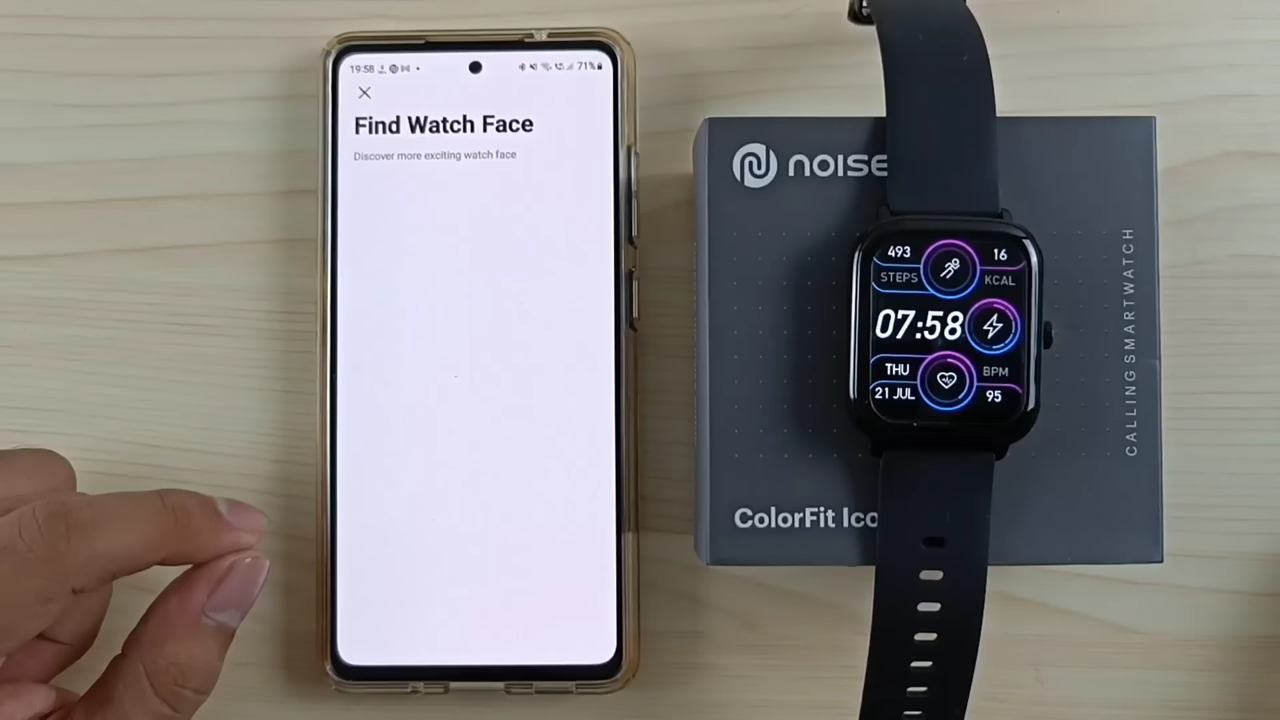 19:58
71%
Find Watch Face
Discover more exciting watch face
noise
493
16
STEPS
KCAL
07:58
THU
BPM
21 JUL
95
CALLING SMARTWATCH
ColorFit Ico